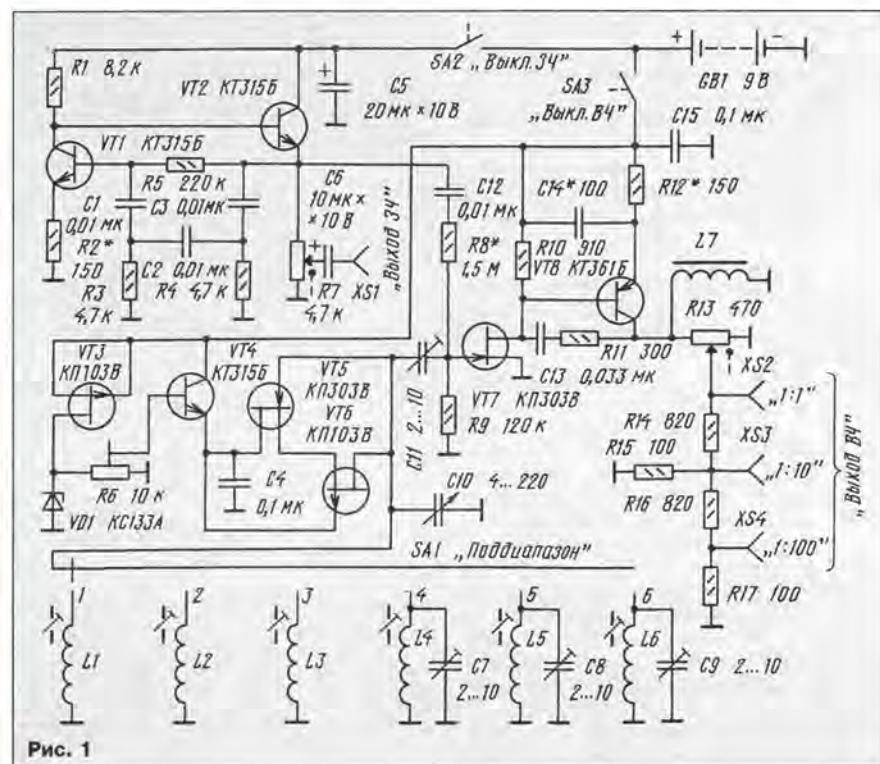 R1 8,2 к
VT2 КТ315Б
SA2 „Выкл. ЗЧ"
+ -
GB1 9 В
SA3
„Выкл. ВЧ"
C15 0,1 мк
+
C5
20 мк × 10 В
VT1 КТ315Б
R5 220 к
C1
0,01 мк
C3 0,01 мк
C6
10 мк ×
× 10 В
C12
0,01 мк
C14* 100
R12* 150
R2*
150
R3
4,7 к
C2 0,01 мк
R4 4,7 к
+
R7
4,7 к
XS1
„Выход ЗЧ"
R8*
1,5 М
R10 910
VT8 КТ361Б
L7
R13 470
VT3
КП103В
VT4
КТ315Б
VT5
КП303В
VT6
КП103В
C11 2...10
VT7
КП303В
R9 120 к
R11 300
C13 0,033 мк
XS2
„1:1"
R14 820
XS3
R15 100
„1:10"
R16 820
XS4
„1:100"
R17 100
„Выход ВЧ"
VD1 КС133А
R6 10 к
C4
0,1 мк
C10 4...220
SA1 „Поддиапазон"
1 2 3 4 5 6
L1 L2 L3 L4 L5 L6
C7
2...10
C8
2...10
C9 2...10
Рис. 1